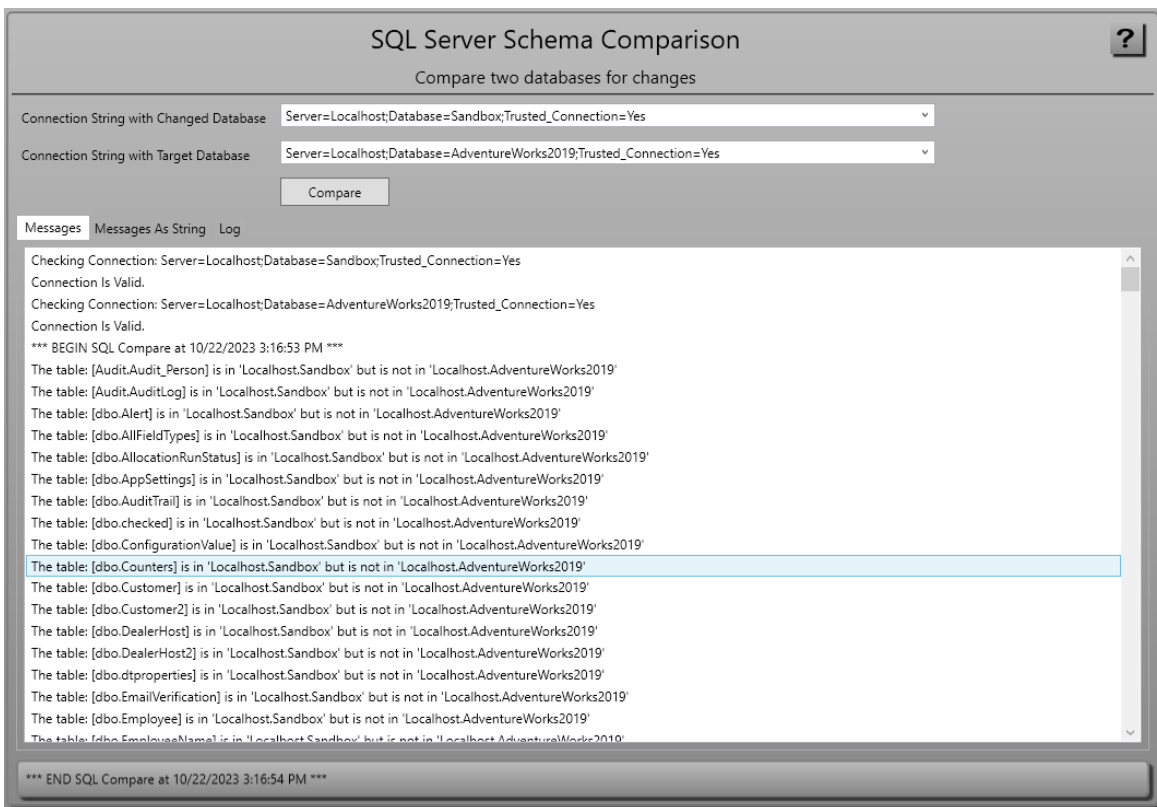 SQL Server Schema Comparison
?
Compare two databases for changes
Connection String with Changed Database
Server=Localhost;Database=Sandbox;Trusted_Connection=Yes
Connection String with Target Database
Server=Localhost;Database=AdventureWorks2019;Trusted_Connection=Yes
Compare
Messages Messages As String Log
Checking Connection: Server=Localhost;Database=Sandbox;Trusted_Connection=Yes
Connection Is Valid.
Checking Connection: Server=Localhost;Database=AdventureWorks2019;Trusted_Connection=Yes
Connection Is Valid.
*** BEGIN SQL Compare at 10/22/2023 3:16:53 PM ***
The table: [Audit.Audit_Person] is in 'Localhost.Sandbox' but is not in 'Localhost.AdventureWorks2019'
The table: [Audit.AuditLog] is in 'Localhost.Sandbox' but is not in 'Localhost.AdventureWorks2019'
The table: [dbo.Alert] is in 'Localhost.Sandbox' but is not in 'Localhost.AdventureWorks2019'
The table: [dbo.AllFieldTypes] is in 'Localhost.Sandbox' but is not in 'Localhost.AdventureWorks2019'
The table: [dbo.AllocationRunStatus] is in 'Localhost.Sandbox' but is not in 'Localhost.AdventureWorks2019'
The table: [dbo.AppSettings] is in 'Localhost.Sandbox' but is not in 'Localhost.AdventureWorks2019'
The table: [dbo.AuditTrail] is in 'Localhost.Sandbox' but is not in 'Localhost.AdventureWorks2019'
The table: [dbo.checked] is in 'Localhost.Sandbox' but is not in 'Localhost.AdventureWorks2019'
The table: [dbo.ConfigurationValue] is in 'Localhost.Sandbox' but is not in 'Localhost.AdventureWorks2019'
The table: [dbo.Counters] is in 'Localhost.Sandbox' but is not in 'Localhost.AdventureWorks2019'
The table: [dbo.Customer] is in 'Localhost.Sandbox' but is not in 'Localhost.AdventureWorks2019'
The table: [dbo.Customer2] is in 'Localhost.Sandbox' but is not in 'Localhost.AdventureWorks2019'
The table: [dbo.DealerHost] is in 'Localhost.Sandbox' but is not in 'Localhost.AdventureWorks2019'
The table: [dbo.DealerHost2] is in 'Localhost.Sandbox' but is not in 'Localhost.AdventureWorks2019'
The table: [dbo.dtproperties] is in 'Localhost.Sandbox' but is not in 'Localhost.AdventureWorks2019'
The table: [dbo.EmailVerification] is in 'Localhost.Sandbox' but is not in 'Localhost.AdventureWorks2019'
The table: [dbo.Employee] is in 'Localhost.Sandbox' but is not in 'Localhost.AdventureWorks2019'
The table: [dbo.EmployeeName] is in 'Localhost.Sandbox' but is not in 'Localhost.AdventureWorks2019'
*** END SQL Compare at 10/22/2023 3:16:54 PM ***